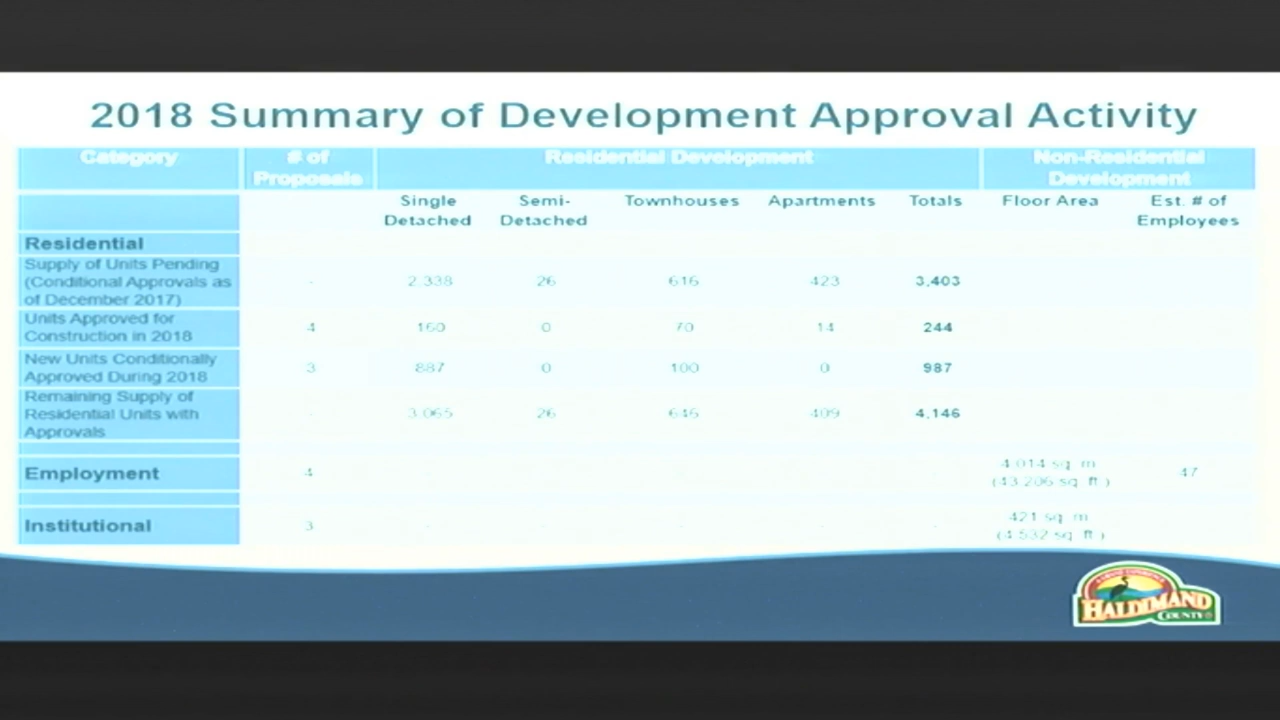 2018 Summary of Development Approval Activity
Category
# of Proposals
Residential Development
Non-Residential Development
Single Detached
Semi-Detached
Townhouses
Apartments
Totals
Floor Area
Est. # of Employees
Residential
Supply of Units Pending
(Conditional Approvals as
of December 2017)
- 2,338 26 616 423 3,403
Units Approved for
Construction in 2018
4 160 0 70 14 244
New Units Conditionally
Approved During 2018
3 887 0 100 0 987
Remaining Supply of
Residential Units with
Approvals
- 3,065 26 646 409 4,146
Employment 4
4,014 sq. m.
(43,206 sq. ft.)
47
Institutional 3
421 sq. m.
(4,532 sq. ft.)
HALDIMAND
COUNTY